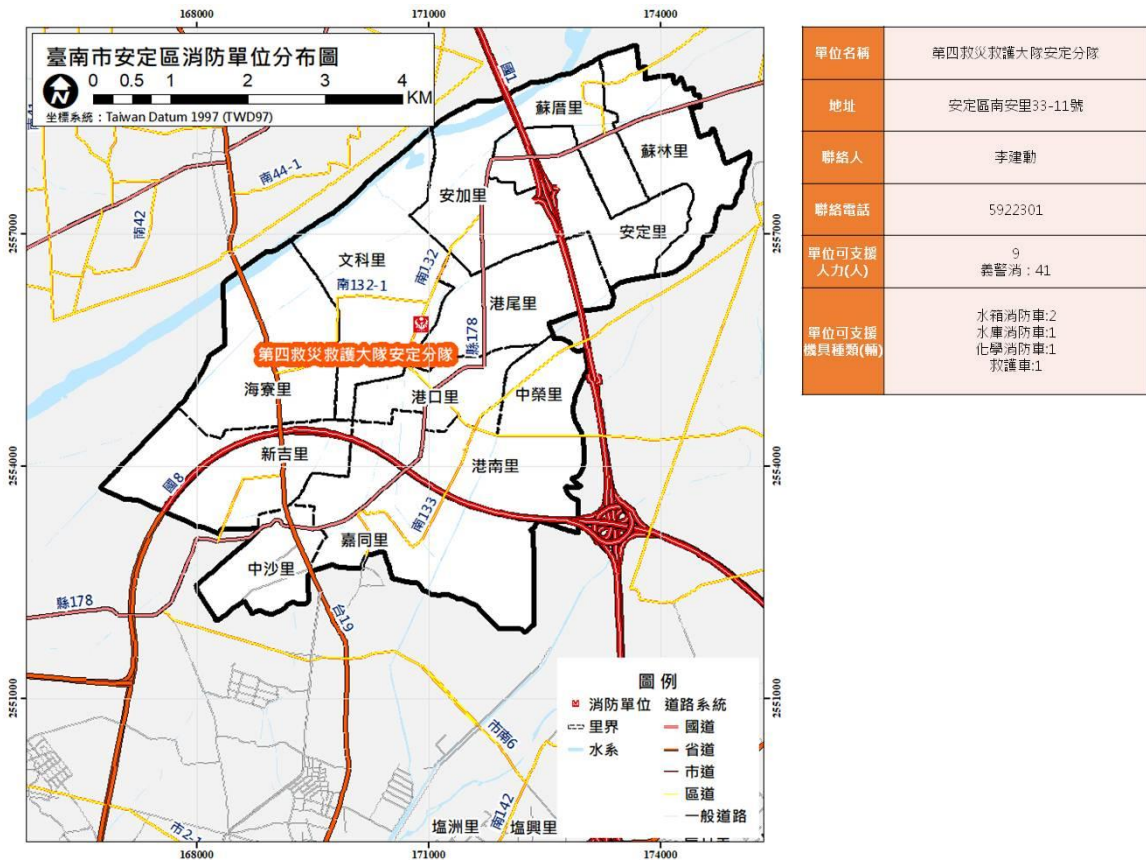 臺南市安定區消防單位分布圖
0 0.5 1 2 3 4
KM
N
坐標系統：Taiwan Datum 1997 (TWD97)
168000
171000
174000
2557000
2554000
2551000
2557000
2554000
2551000
168000
171000
174000
國1
蘇厝里
蘇林里
南44-1
南42
安加里
安定里
文科里
南132
南132-1
港尾里
縣178
第四救災救護大隊安定分隊
海寮里
港口里
中榮里
新吉里
港南里
國8
南133
嘉同里
中沙里
縣178
台19
市南6
南142
市2-1
塩洲里
塩興里
圖例
消防單位
里界
水系
道路系統
國道
省道
市道
區道
一般道路
單位名稱 第四救災救護大隊安定分隊
地址 安定區南安里33-11號
聯絡人 李建勳
聯絡電話 5922301
單位可支援
人力(人)
9
義警消：41
單位可支援
機具種類(輛)
水箱消防車:2
水庫消防車:1
化學消防車:1
救護車:1